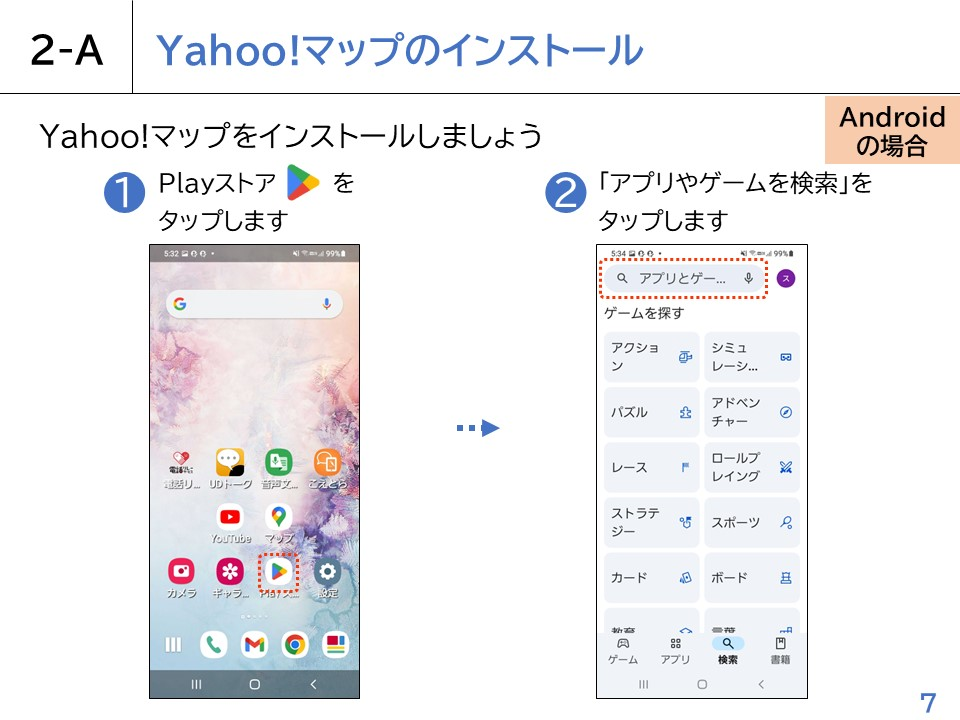 2-A
Yahoo!マップのインストール
Android
の場合
Yahoo!マップをインストールしましょう
1
Playストア を
タップします
2
「アプリやゲームを検索」を
タップします
5:32
99%
電話リ...
UDトーク
音声文...
こえとら
YouTube
マップ
カメラ
ギャラ...
Playス...
設定
5:34
99%
アプリとゲー...
ス
ゲームを探す
アクショ
ン
シミュ
レーシ...
パズル
アドベン
チャー
レース
ロールプ
レイング
ストラテ
ジー
スポーツ
カード
ボード
教育
言葉
ゲーム
アプリ
検索
書籍
7